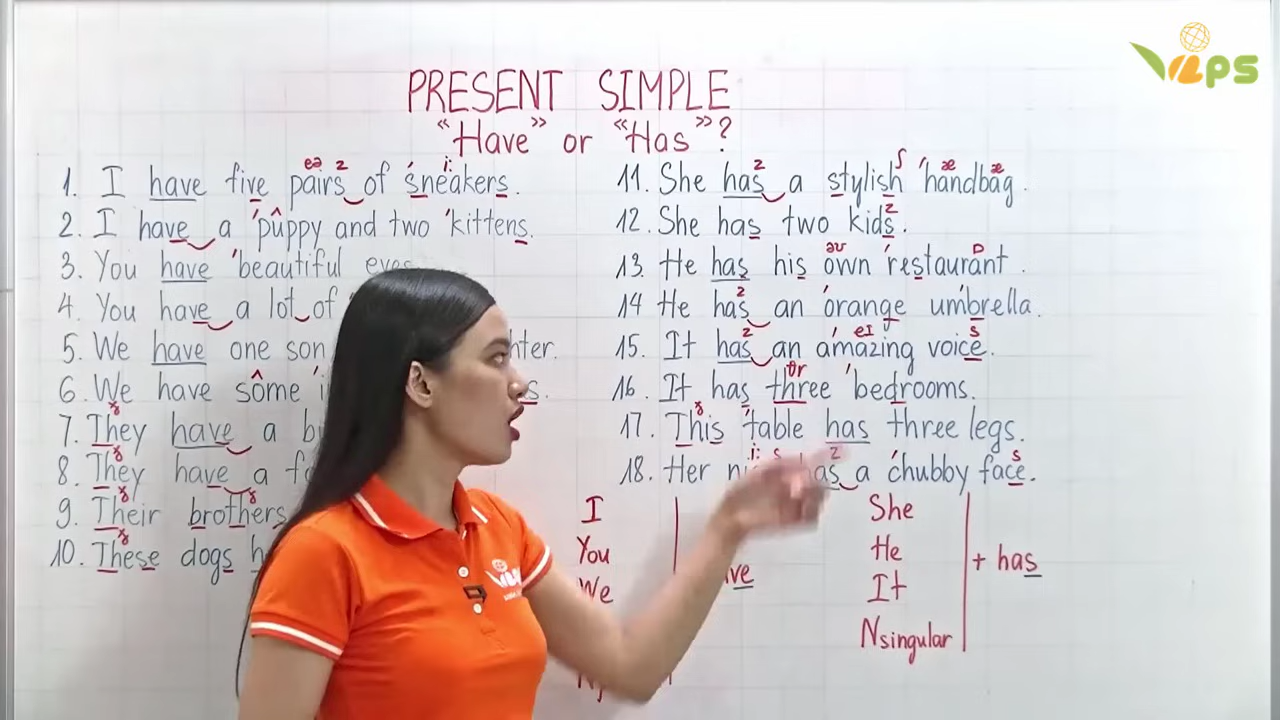 PRESENT SIMPLE
"Have" or "Has"?
1. I have five pairs of sneakers.
2. I have a puppy and two kittens.
3. You have beautiful eyes
4. You have a lot of
5. We have one son
6. We have some
7. They have a
8. They have a
9. Their brothers
10. These dogs
11. She has a stylish handbag.
12. She has two kids.
13. He has his own restaurant.
14 He has an orange umbrella.
15. It has an amazing voice.
16. It has three bedrooms.
17. This table has three legs.
18. Her has a chubby face.
I
You
We
She
He
It
Nsingular
+ has
VAPS